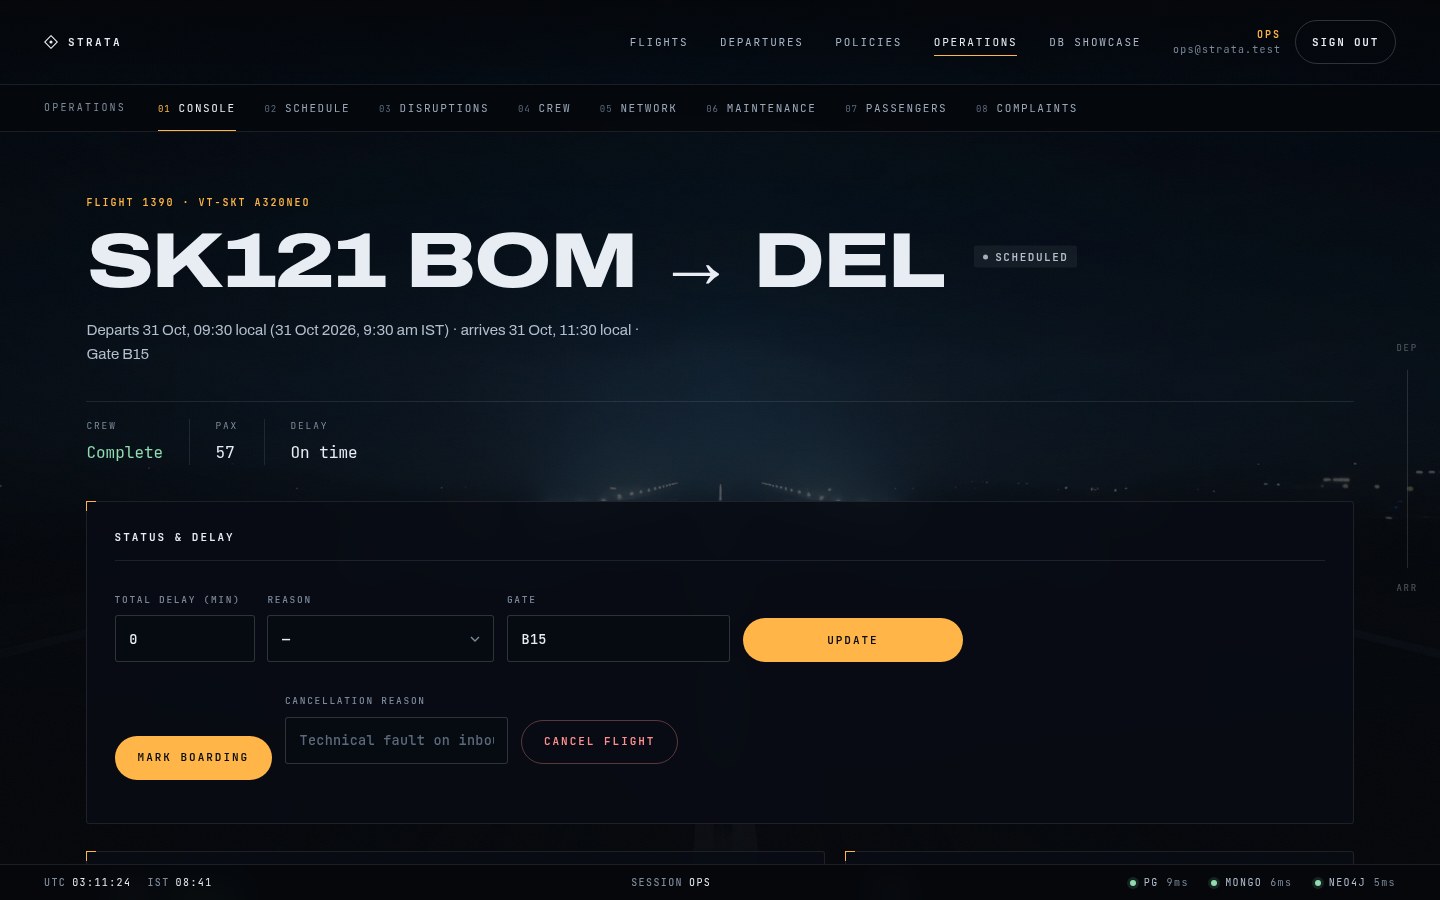 STRATA
FLIGHTS DEPARTURES POLICIES OPERATIONS DB SHOWCASE
OPS
ops@strata.test
SIGN OUT
OPERATIONS 01 CONSOLE 02 SCHEDULE 03 DISRUPTIONS 04 CREW 05 NETWORK 06 MAINTENANCE 07 PASSENGERS 08 COMPLAINTS
FLIGHT 1390 · VT-SKT A320NEO
SK121 BOM → DEL
SCHEDULED
Departs 31 Oct, 09:30 local (31 Oct 2026, 9:30 am IST) · arrives 31 Oct, 11:30 local ·
Gate B15
DEP
CREW PAX DELAY
Complete 57 On time
STATUS & DELAY
ARR
TOTAL DELAY (MIN) REASON GATE
0 — B15 UPDATE
CANCELLATION REASON
Technical fault on inbou
CANCEL FLIGHT
MARK BOARDING
UTC 03:11:24 IST 08:41 SESSION OPS PG 9ms MONGO 6ms NEO4J 5ms